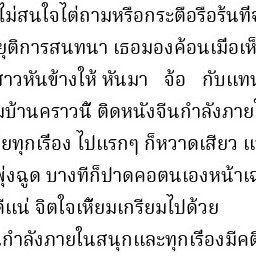 ไม่สนใจไต่ถามหรือกระตือรือร้นที่จ
ยุติการสนทนา เธอมองค้อนเมื่อเห็
สาวหันข้างให้ หันมา จ้อ กับแทน
มบ้านคราวนี้ ติดหนังจีนกำลังภายใ
ยทุกเรื่อง ไปแรกๆ ก็หวาดเสียว แ
พุ่งฉูด บางทีก็ปาดคอตนเองหน้าเฉ
ดีแน่ จิตใจเหี้ยมเกรียมไปด้วย
นกำลังภายในสนุกและทุกเรื่องมีคติ